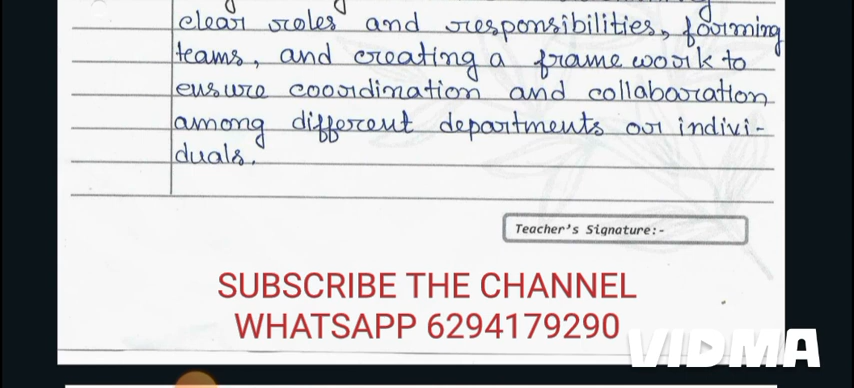 clear roles and responsibilities, forming
teams, and creating a frame work to
ensure coordination and collaboration
among different departments or indivi-
duals.
Teacher's Signature:-
SUBSCRIBE THE CHANNEL
WHATSAPP 6294179290
VIDMA